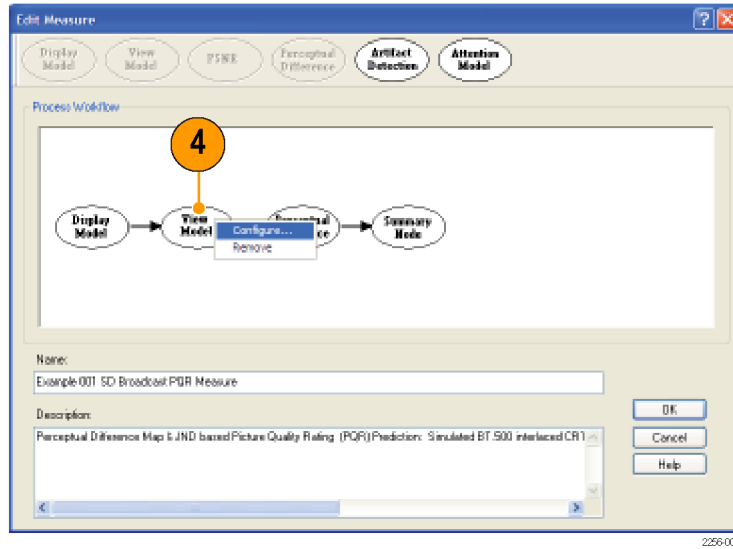 Edit Measure
Display Model
View Model
PSNR
Perceptual Difference
Artifact Detection
Attention Model
Process Workflow
4
Display Model
View Model
Configure...
Remove
Summary Node
Name:
Example 001 SD Broadcast PQR Measure
Description:
Perceptual Difference Map & JND based Picture Quality Rating (PQR) Prediction: Simulated BT.500 interlaced CRT
OK
Cancel
Help
2256-00